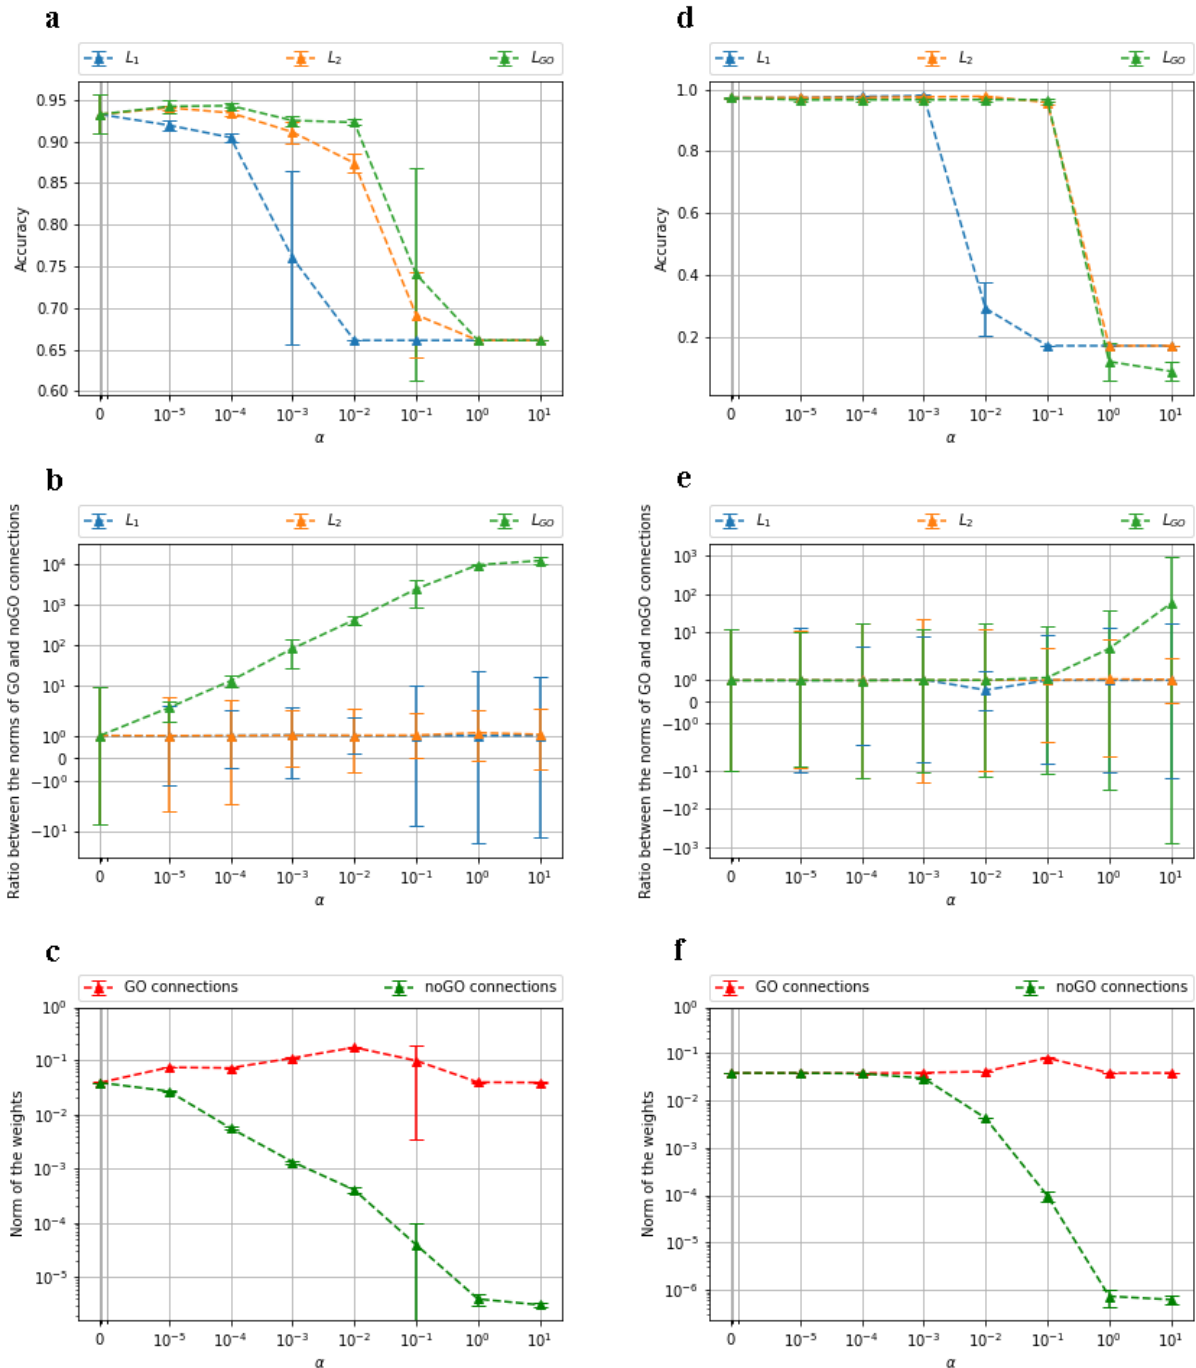 a
L₁ L₂ L_GO
0.95
0.90
0.85
0.80
0.75
0.70
0.65
0.60
Accuracy
0 10⁻⁵ 10⁻⁴ 10⁻³ 10⁻² 10⁻¹ 10⁰ 10¹
α
d
L₁ L₂ L_GO
1.0
0.8
0.6
0.4
0.2
Accuracy
0 10⁻⁵ 10⁻⁴ 10⁻³ 10⁻² 10⁻¹ 10⁰ 10¹
α
b
L₁ L₂ L_GO
10⁴
10³
10²
10¹
10⁰
0
−10⁰
−10¹
Ratio between the norms of GO and noGO connections
0 10⁻⁵ 10⁻⁴ 10⁻³ 10⁻² 10⁻¹ 10⁰ 10¹
α
e
L₁ L₂ L_GO
10³
10²
10¹
10⁰
0
−10⁰
−10¹
−10²
−10³
Ratio between the norms of GO and noGO connections
0 10⁻⁵ 10⁻⁴ 10⁻³ 10⁻² 10⁻¹ 10⁰ 10¹
α
c
GO connections noGO connections
10⁰
10⁻¹
10⁻²
10⁻³
10⁻⁴
10⁻⁵
Norm of the weights
0 10⁻⁵ 10⁻⁴ 10⁻³ 10⁻² 10⁻¹ 10⁰ 10¹
α
f
GO connections noGO connections
10⁰
10⁻¹
10⁻²
10⁻³
10⁻⁴
10⁻⁵
10⁻⁶
Norm of the weights
0 10⁻⁵ 10⁻⁴ 10⁻³ 10⁻² 10⁻¹ 10⁰ 10¹
α